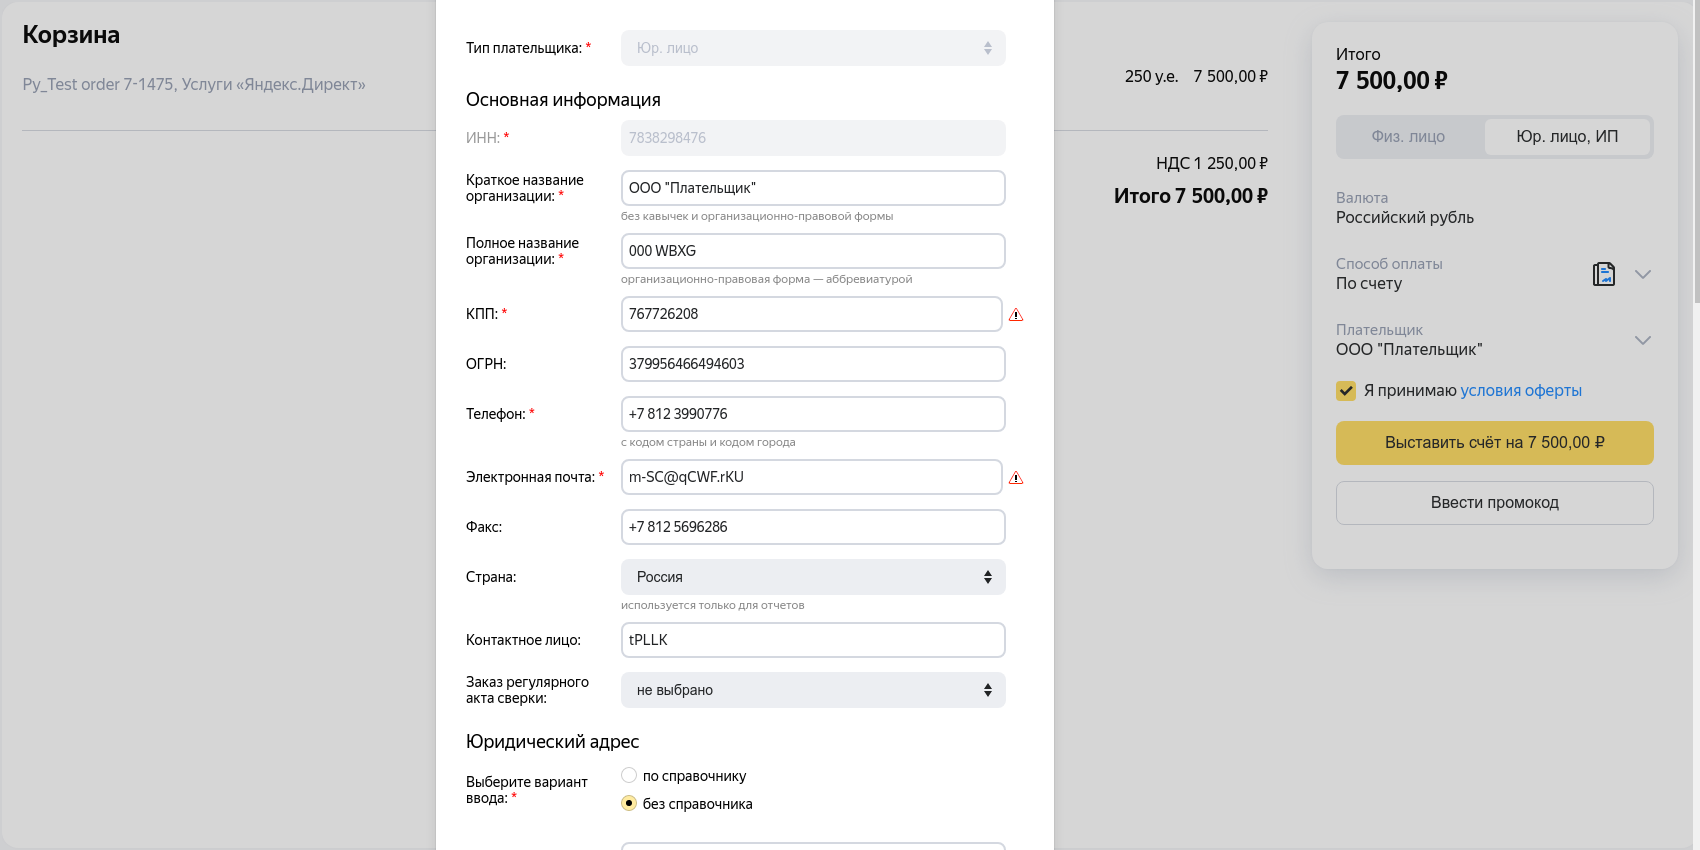 Корзина
Py_Test order 7-1475, Услуги «Яндекс.Директ»
Тип плательщика: *
Юр. лицо
Основная информация
ИНН: *
7838298476
Краткое название
организации: *
ООО "Плательщик"
без кавычек и организационно-правовой формы
Полное название
организации: *
000 WBXG
организационно-правовая форма — аббревиатурой
КПП: *
767726208
ОГРН:
379956466494603
Телефон: *
+7 812 3990776
с кодом страны и кодом города
Электронная почта: *
m-SC@qCWF.rKU
Факс:
+7 812 5696286
Страна:
Россия
используется только для отчетов
Контактное лицо:
tPLLK
Заказ регулярного
акта сверки:
не выбрано
Юридический адрес
Выберите вариант
ввода: *
по справочнику
без справочника
250 у.е. 7 500,00 ₽
НДС 1 250,00 ₽
Итого 7 500,00 ₽
Итого
7 500,00 ₽
Физ. лицо
Юр. лицо, ИП
Валюта
Российский рубль
Способ оплаты
По счету
Плательщик
ООО "Плательщик"
Я принимаю условия оферты
Выставить счёт на 7 500,00 ₽
Ввести промокод